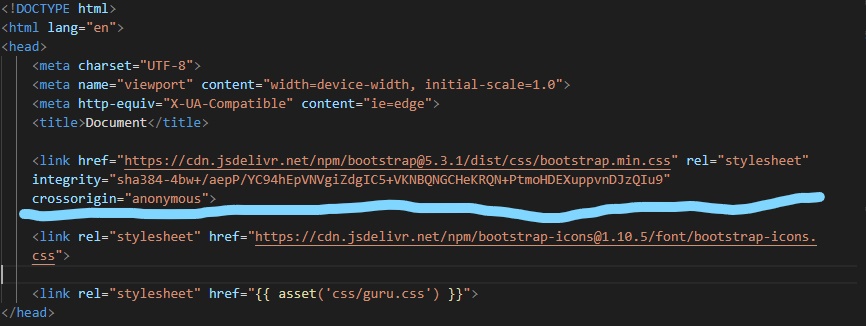 <!DOCTYPE html>
<html lang="en">
<head>
<meta charset="UTF-8">
<meta name="viewport" content="width=device-width, initial-scale=1.0">
<meta http-equiv="X-UA-Compatible" content="ie=edge">
<title>Document</title>
<link href="https://cdn.jsdelivr.net/npm/bootstrap@5.3.1/dist/css/bootstrap.min.css" rel="stylesheet"
integrity="sha384-4bw+/aepP/YC94hEpVNVgiZdgIC5+VKNBQNGCHeKRQN+PtmoHDEXuppvnDJzQIu9"
crossorigin="anonymous">
<link rel="stylesheet" href="https://cdn.jsdelivr.net/npm/bootstrap-icons@1.10.5/font/bootstrap-icons.
css">
<link rel="stylesheet" href="{{ asset('css/guru.css') }}">
</head>